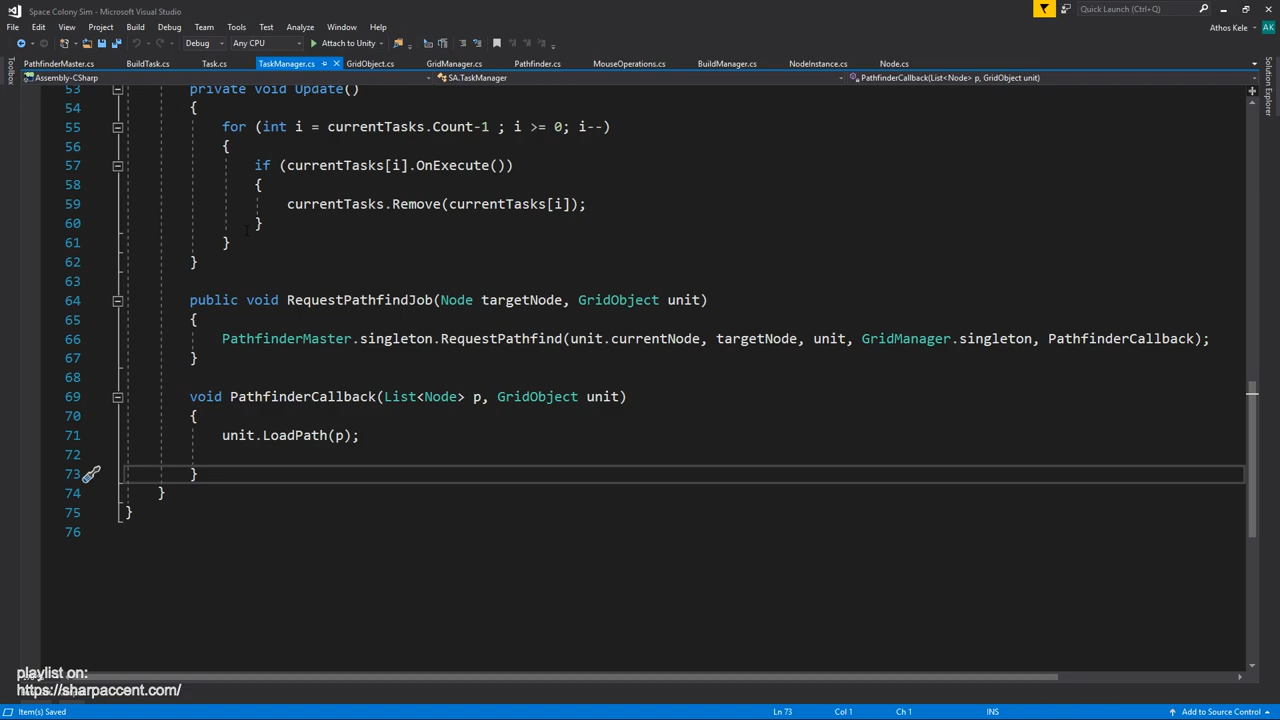 Space Colony Sim - Microsoft Visual Studio
Quick Launch (Ctrl+Q)
File Edit View Project Build Debug Team Tools Test Analyze Window Help
Athos Kele AK
Debug Any CPU Attach to Unity
Toolbox
PathfinderMaster.cs BuildTask.cs Task.cs TaskManager.cs GridObject.cs GridManager.cs Pathfinder.cs MouseOperations.cs BuildManager.cs NodeInstance.cs Node.cs
Solution Explorer
Assembly-CSharp SA.TaskManager PathfinderCallback(List<Node> p, GridObject unit)
53 private void Update()
54 {
55 for (int i = currentTasks.Count-1 ; i >= 0; i--)
56 {
57 if (currentTasks[i].OnExecute())
58 {
59 currentTasks.Remove(currentTasks[i]);
60 }
61 }
62 }
63
64 public void RequestPathfindJob(Node targetNode, GridObject unit)
65 {
66 PathfinderMaster.singleton.RequestPathfind(unit.currentNode, targetNode, unit, GridManager.singleton, PathfinderCallback);
67 }
68
69 void PathfinderCallback(List<Node> p, GridObject unit)
70 {
71 unit.LoadPath(p);
72
73 }
74 }
75 }
76
playlist on:
https://sharpaccent.com/
Item(s) Saved Ln 73 Col 1 Ch 1 INS Add to Source Control